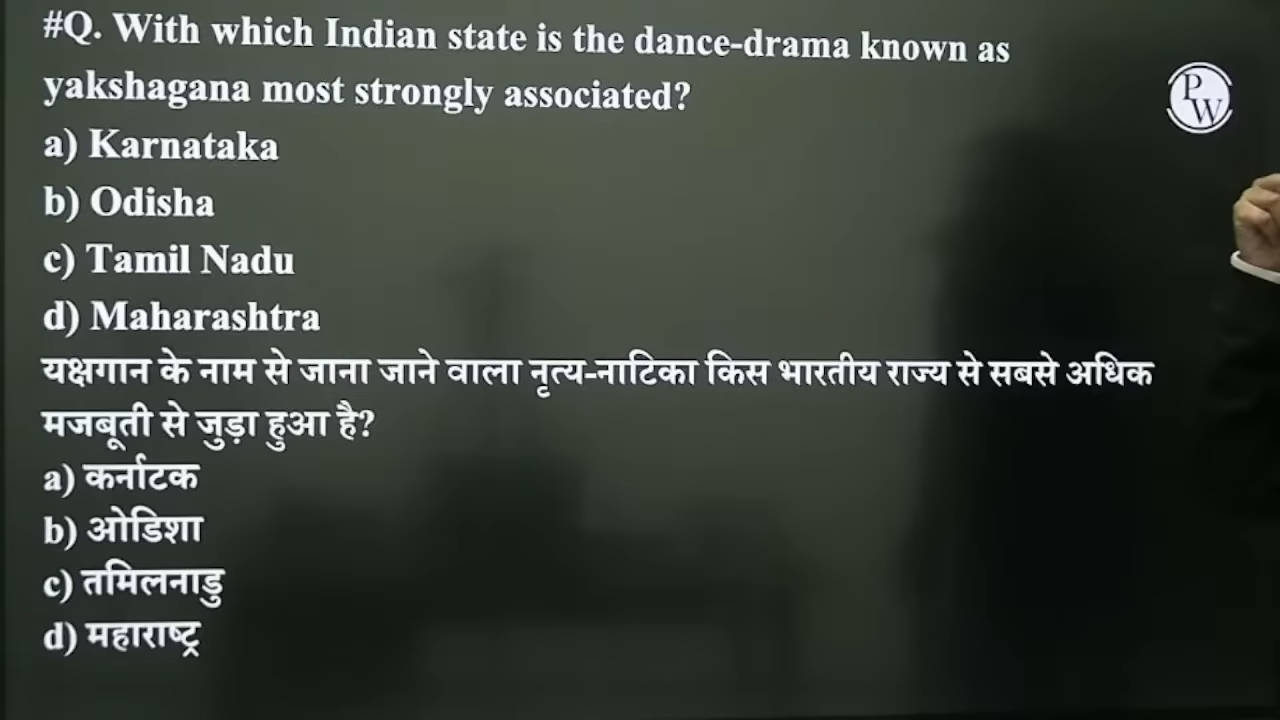 #Q. With which Indian state is the dance-drama known as
yakshagana most strongly associated?
a) Karnataka
b) Odisha
c) Tamil Nadu
d) Maharashtra
यक्षगान के नाम से जाना जाने वाला नृत्य-नाटिका किस भारतीय राज्य से सबसे अधिक
मजबूती से जुड़ा हुआ है?
a) कर्नाटक
b) ओडिशा
c) तमिलनाडु
d) महाराष्ट्र
PW